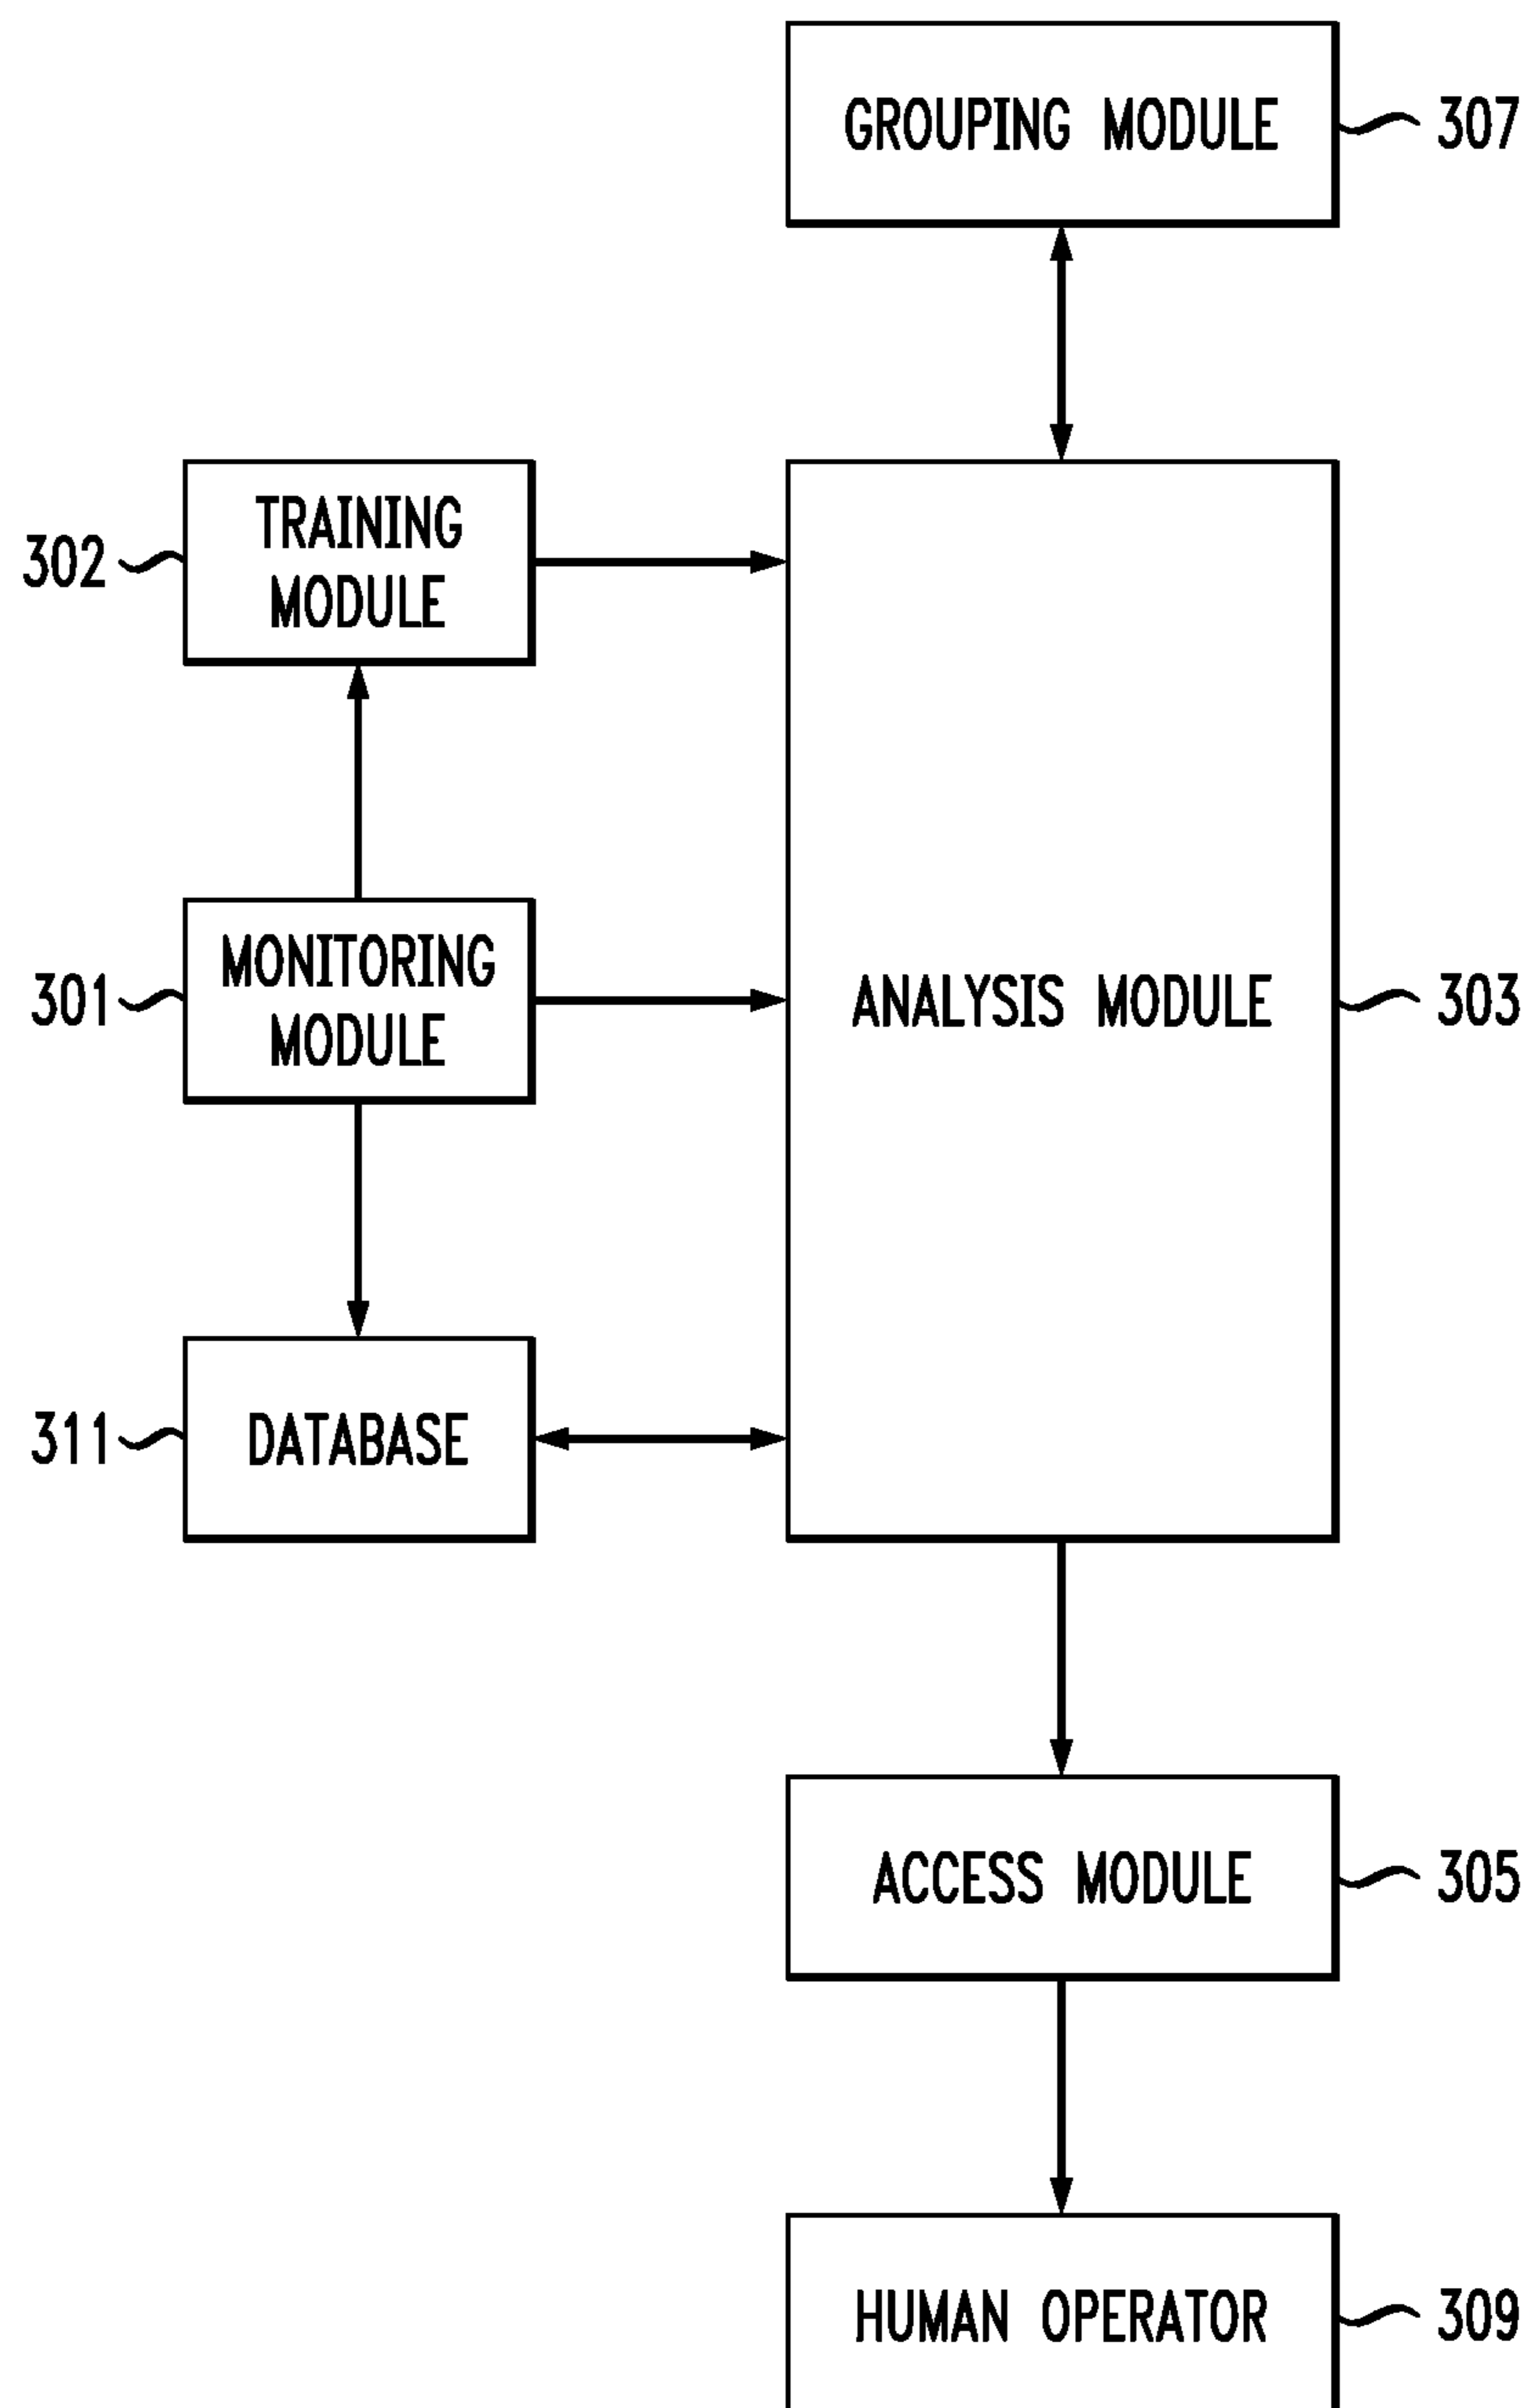 GROUPING MODULE
307
TRAINING
MODULE
302
MONITORING
MODULE
301
ANALYSIS MODULE
303
DATABASE
311
ACCESS MODULE
305
HUMAN OPERATOR
309